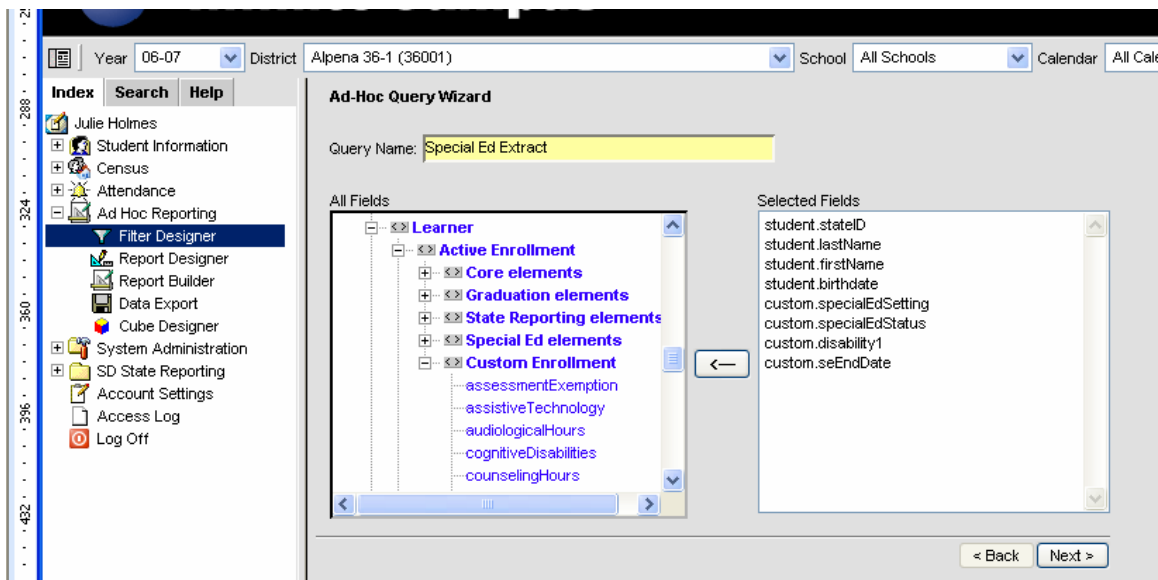 Year 06-07 District Alpena 36-1 (36001) School All Schools Calendar All Cale
Index Search Help
Julie Holmes
Student Information
Census
Attendance
Ad Hoc Reporting
Filter Designer
Report Designer
Report Builder
Data Export
Cube Designer
System Administration
SD State Reporting
Account Settings
Access Log
Log Off
Ad-Hoc Query Wizard
Query Name: Special Ed Extract
All Fields
Learner
Active Enrollment
Core elements
Graduation elements
State Reporting elements
Special Ed elements
Custom Enrollment
assessmentExemption
assistiveTechnology
audiologicalHours
cognitiveDisabilities
counselingHours
<—
Selected Fields
student.stateID
student.lastName
student.firstName
student.birthdate
custom.specialEdSetting
custom.specialEdStatus
custom.disability1
custom.seEndDate
< Back Next >
288
324
360
396
432